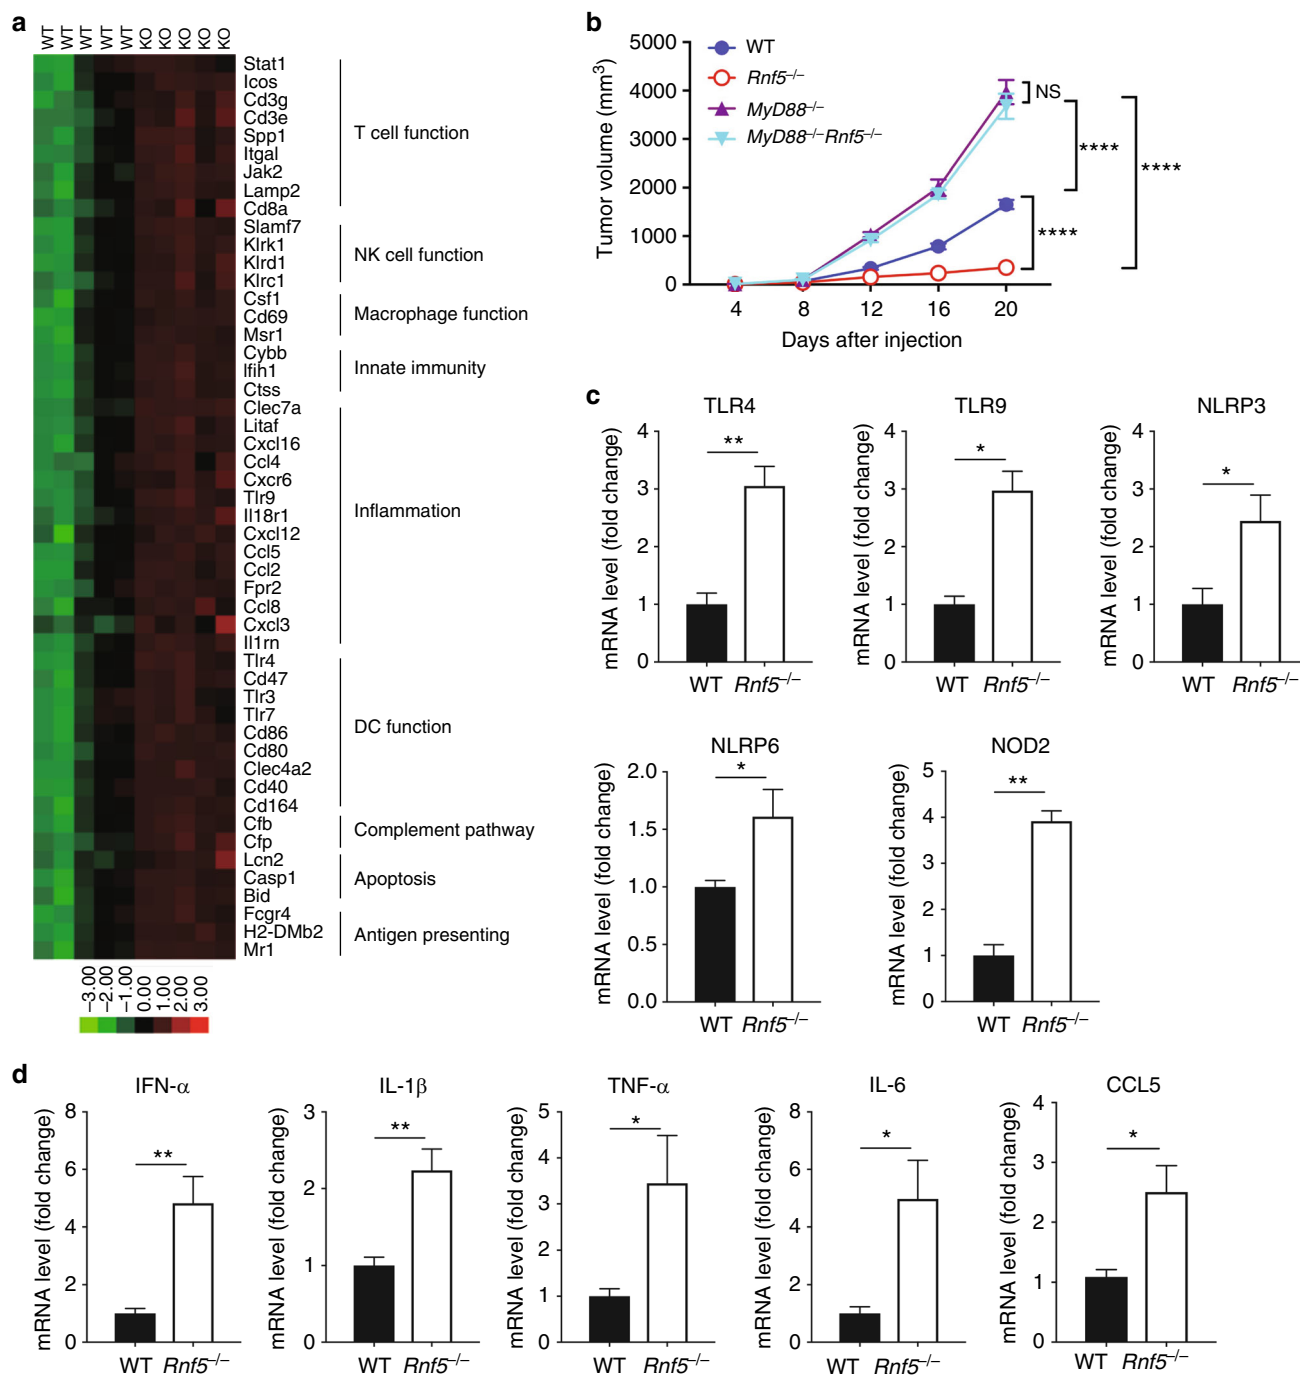 a
WT WT WT WT WT KO KO KO KO KO
Stat1
Icos
Cd3g
Cd3e
Spp1
Itgal
Jak2
Lamp2
Cd8a
Slamf7
Klrk1
Klrd1
Klrc1
Csf1
Cd69
Msr1
Cybb
Ifih1
Ctss
Clec7a
Litaf
Cxcl16
Ccl4
Cxcr6
Tlr9
Il18r1
Cxcl12
Ccl5
Ccl2
Fpr2
Ccl8
Cxcl3
Il1rn
Tlr4
Cd47
Tlr3
Tlr7
Cd86
Cd80
Clec4a2
Cd40
Cd164
Cfb
Cfp
Lcn2
Casp1
Bid
Fcgr4
H2-DMb2
Mr1
T cell function
NK cell function
Macrophage function
Innate immunity
Inflammation
DC function
Complement pathway
Apoptosis
Antigen presenting
−3.00 −2.00 −1.00 0.00 1.00 2.00 3.00
b
Tumor volume (mm³)
5000
4000
3000
2000
1000
0
WT
Rnf5⁻/⁻
MyD88⁻/⁻
MyD88⁻/⁻Rnf5⁻/⁻
NS
****
****
****
4 8 12 16 20
Days after injection
c
TLR4
mRNA level (fold change)
4
3
2
1
0
**
WT Rnf5⁻/⁻
TLR9
mRNA level (fold change)
4
3
2
1
0
*
WT Rnf5⁻/⁻
NLRP3
mRNA level (fold change)
4
3
2
1
0
*
WT Rnf5⁻/⁻
NLRP6
mRNA level (fold change)
2.0
1.5
1.0
0.5
0.0
*
WT Rnf5⁻/⁻
NOD2
mRNA level (fold change)
5
4
3
2
1
0
**
WT Rnf5⁻/⁻
d
IFN-α
mRNA level (fold change)
8
6
4
2
0
**
WT Rnf5⁻/⁻
IL-1β
mRNA level (fold change)
3
2
1
0
**
WT Rnf5⁻/⁻
TNF-α
mRNA level (fold change)
5
4
3
2
1
0
*
WT Rnf5⁻/⁻
IL-6
mRNA level (fold change)
8
6
4
2
0
*
WT Rnf5⁻/⁻
CCL5
mRNA level (fold change)
4
3
2
1
0
*
WT Rnf5⁻/⁻